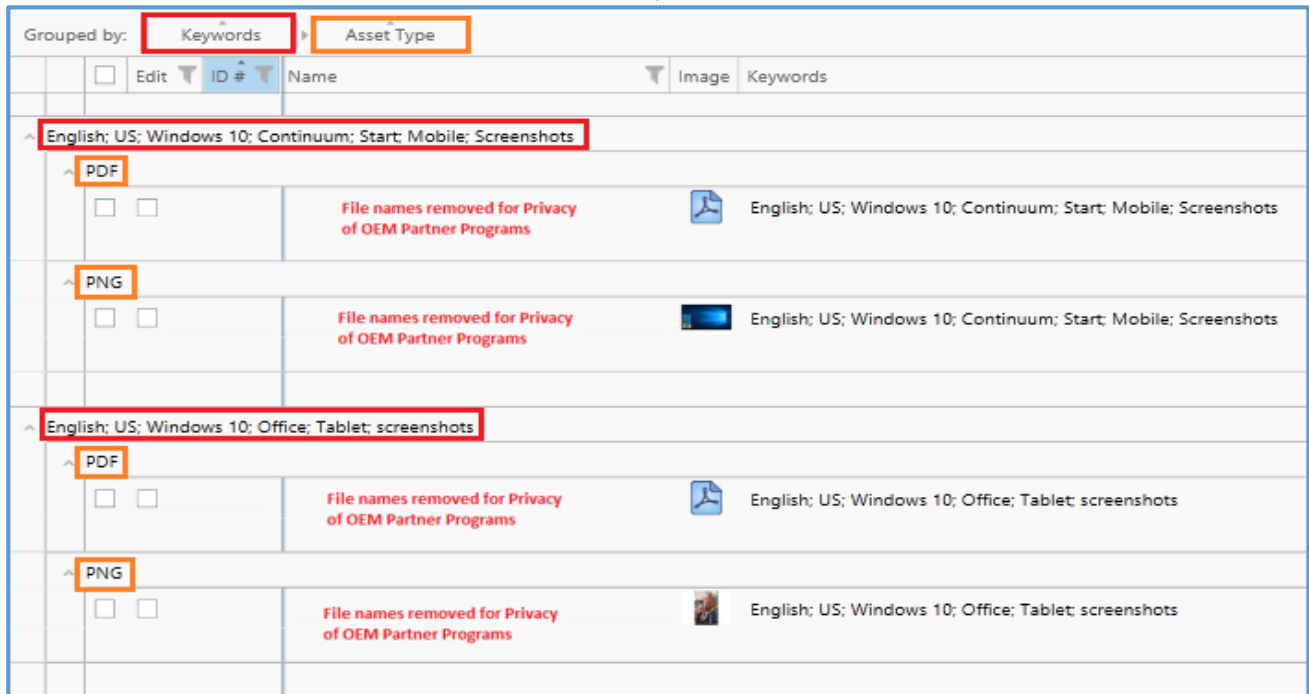 Grouped by: Keywords Asset Type
Edit ID # Name Image Keywords
English; US; Windows 10; Continuum; Start; Mobile; Screenshots
PDF
File names removed for Privacy
of OEM Partner Programs
English; US; Windows 10; Continuum; Start; Mobile; Screenshots
PNG
File names removed for Privacy
of OEM Partner Programs
English; US; Windows 10; Continuum; Start; Mobile; Screenshots
English; US; Windows 10; Office; Tablet; screenshots
PDF
File names removed for Privacy
of OEM Partner Programs
English; US; Windows 10; Office; Tablet; screenshots
PNG
File names removed for Privacy
of OEM Partner Programs
English; US; Windows 10; Office; Tablet; screenshots